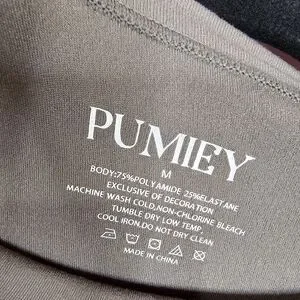 PUMIEY
M
BODY:75%POLYAMIDE 25%ELASTANE
EXCLUSIVE OF DECORATION
MACHINE WASH COLD.NON-CHLORINE BLEACH
TUMBLE DRY LOW TEMP.
COOL IRON.DO NOT DRY CLEAN
MADE IN CHINA